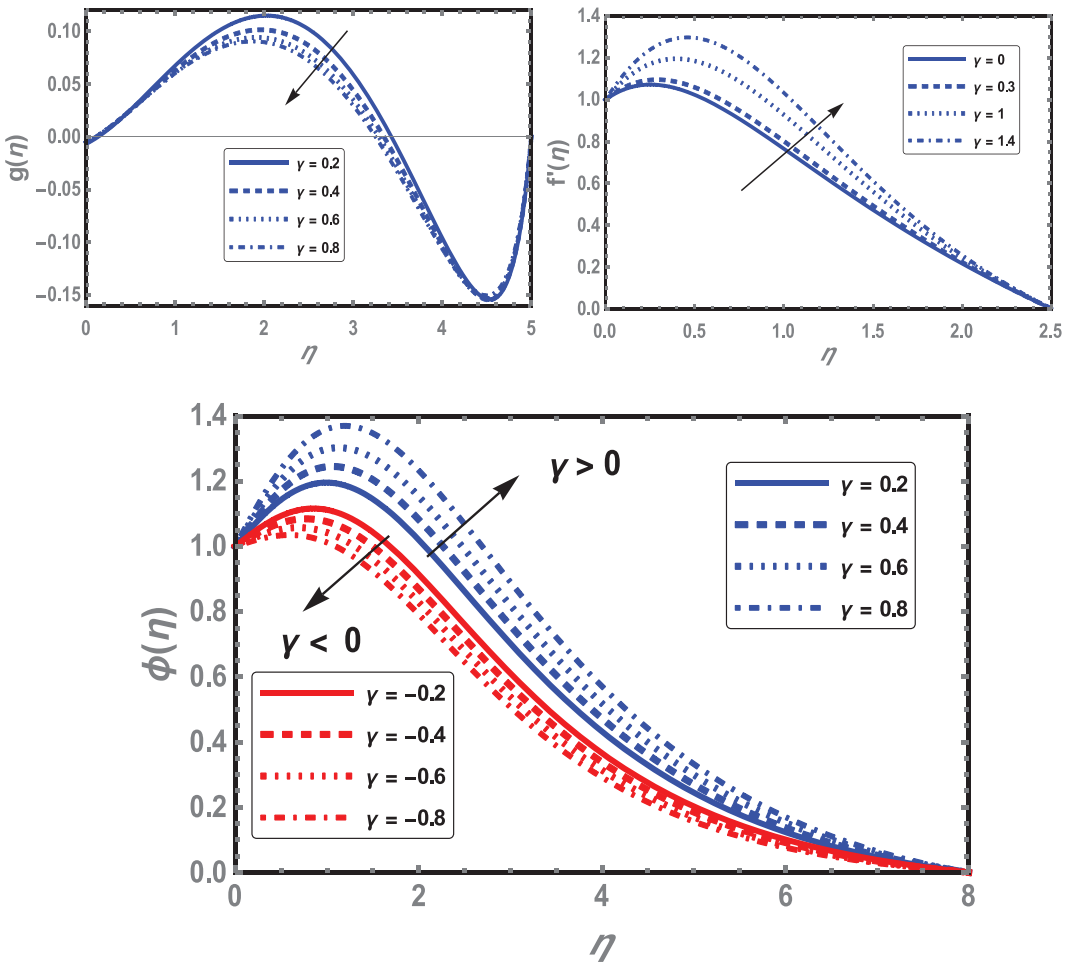 g(η)
0.10
0.05
0.00
−0.05
−0.10
−0.15
γ = 0.2
γ = 0.4
γ = 0.6
γ = 0.8
0 1 2 3 4 5
η
f'(η)
1.4
1.2
1.0
0.8
0.6
0.4
0.2
0.0
γ = 0
γ = 0.3
γ = 1
γ = 1.4
0.0 0.5 1.0 1.5 2.0 2.5
η
ϕ(η)
1.4
1.2
1.0
0.8
0.6
0.4
0.2
0.0
γ > 0
γ < 0
γ = 0.2
γ = 0.4
γ = 0.6
γ = 0.8
γ = −0.2
γ = −0.4
γ = −0.6
γ = −0.8
0 2 4 6 8
η